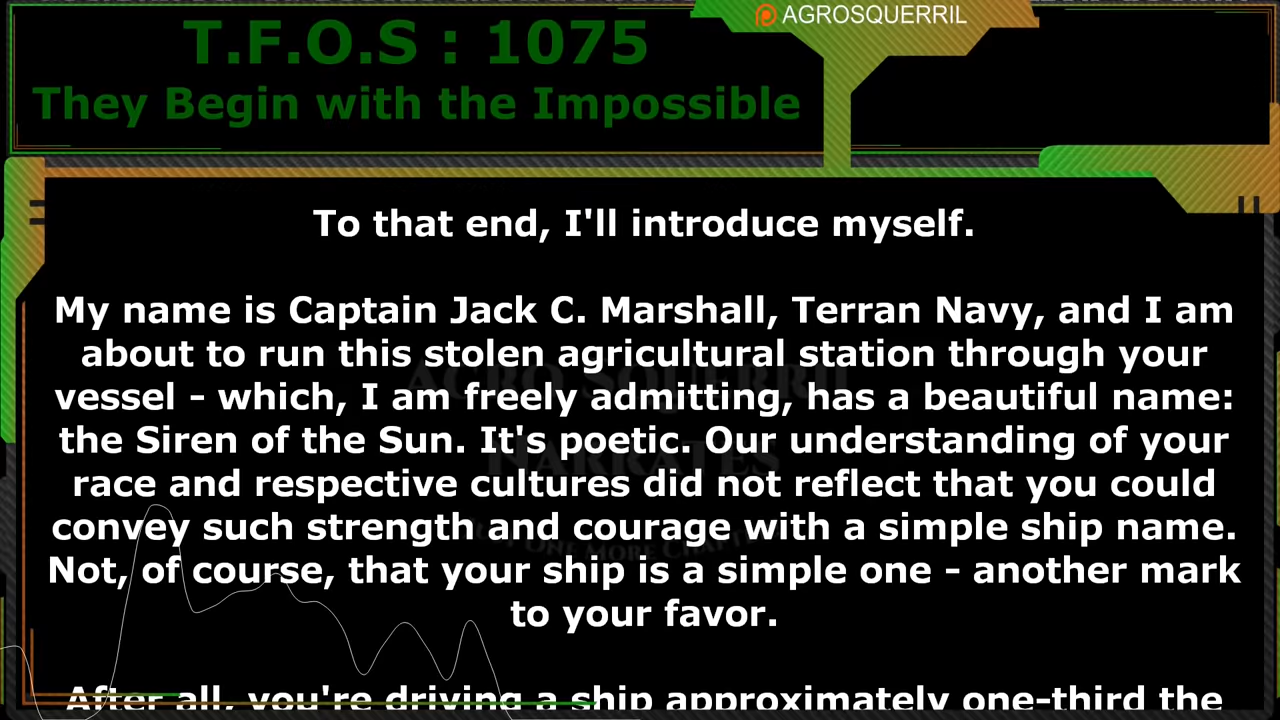 AGROSQUERRIL
T.F.O.S : 1075
They Begin with the Impossible
To that end, I'll introduce myself.
My name is Captain Jack C. Marshall, Terran Navy, and I am
about to run this stolen agricultural station through your
vessel - which, I am freely admitting, has a beautiful name:
the Siren of the Sun. It's poetic. Our understanding of your
race and respective cultures did not reflect that you could
convey such strength and courage with a simple ship name.
Not, of course, that your ship is a simple one - another mark
to your favor.
After all, you're driving a ship approximately one-third the